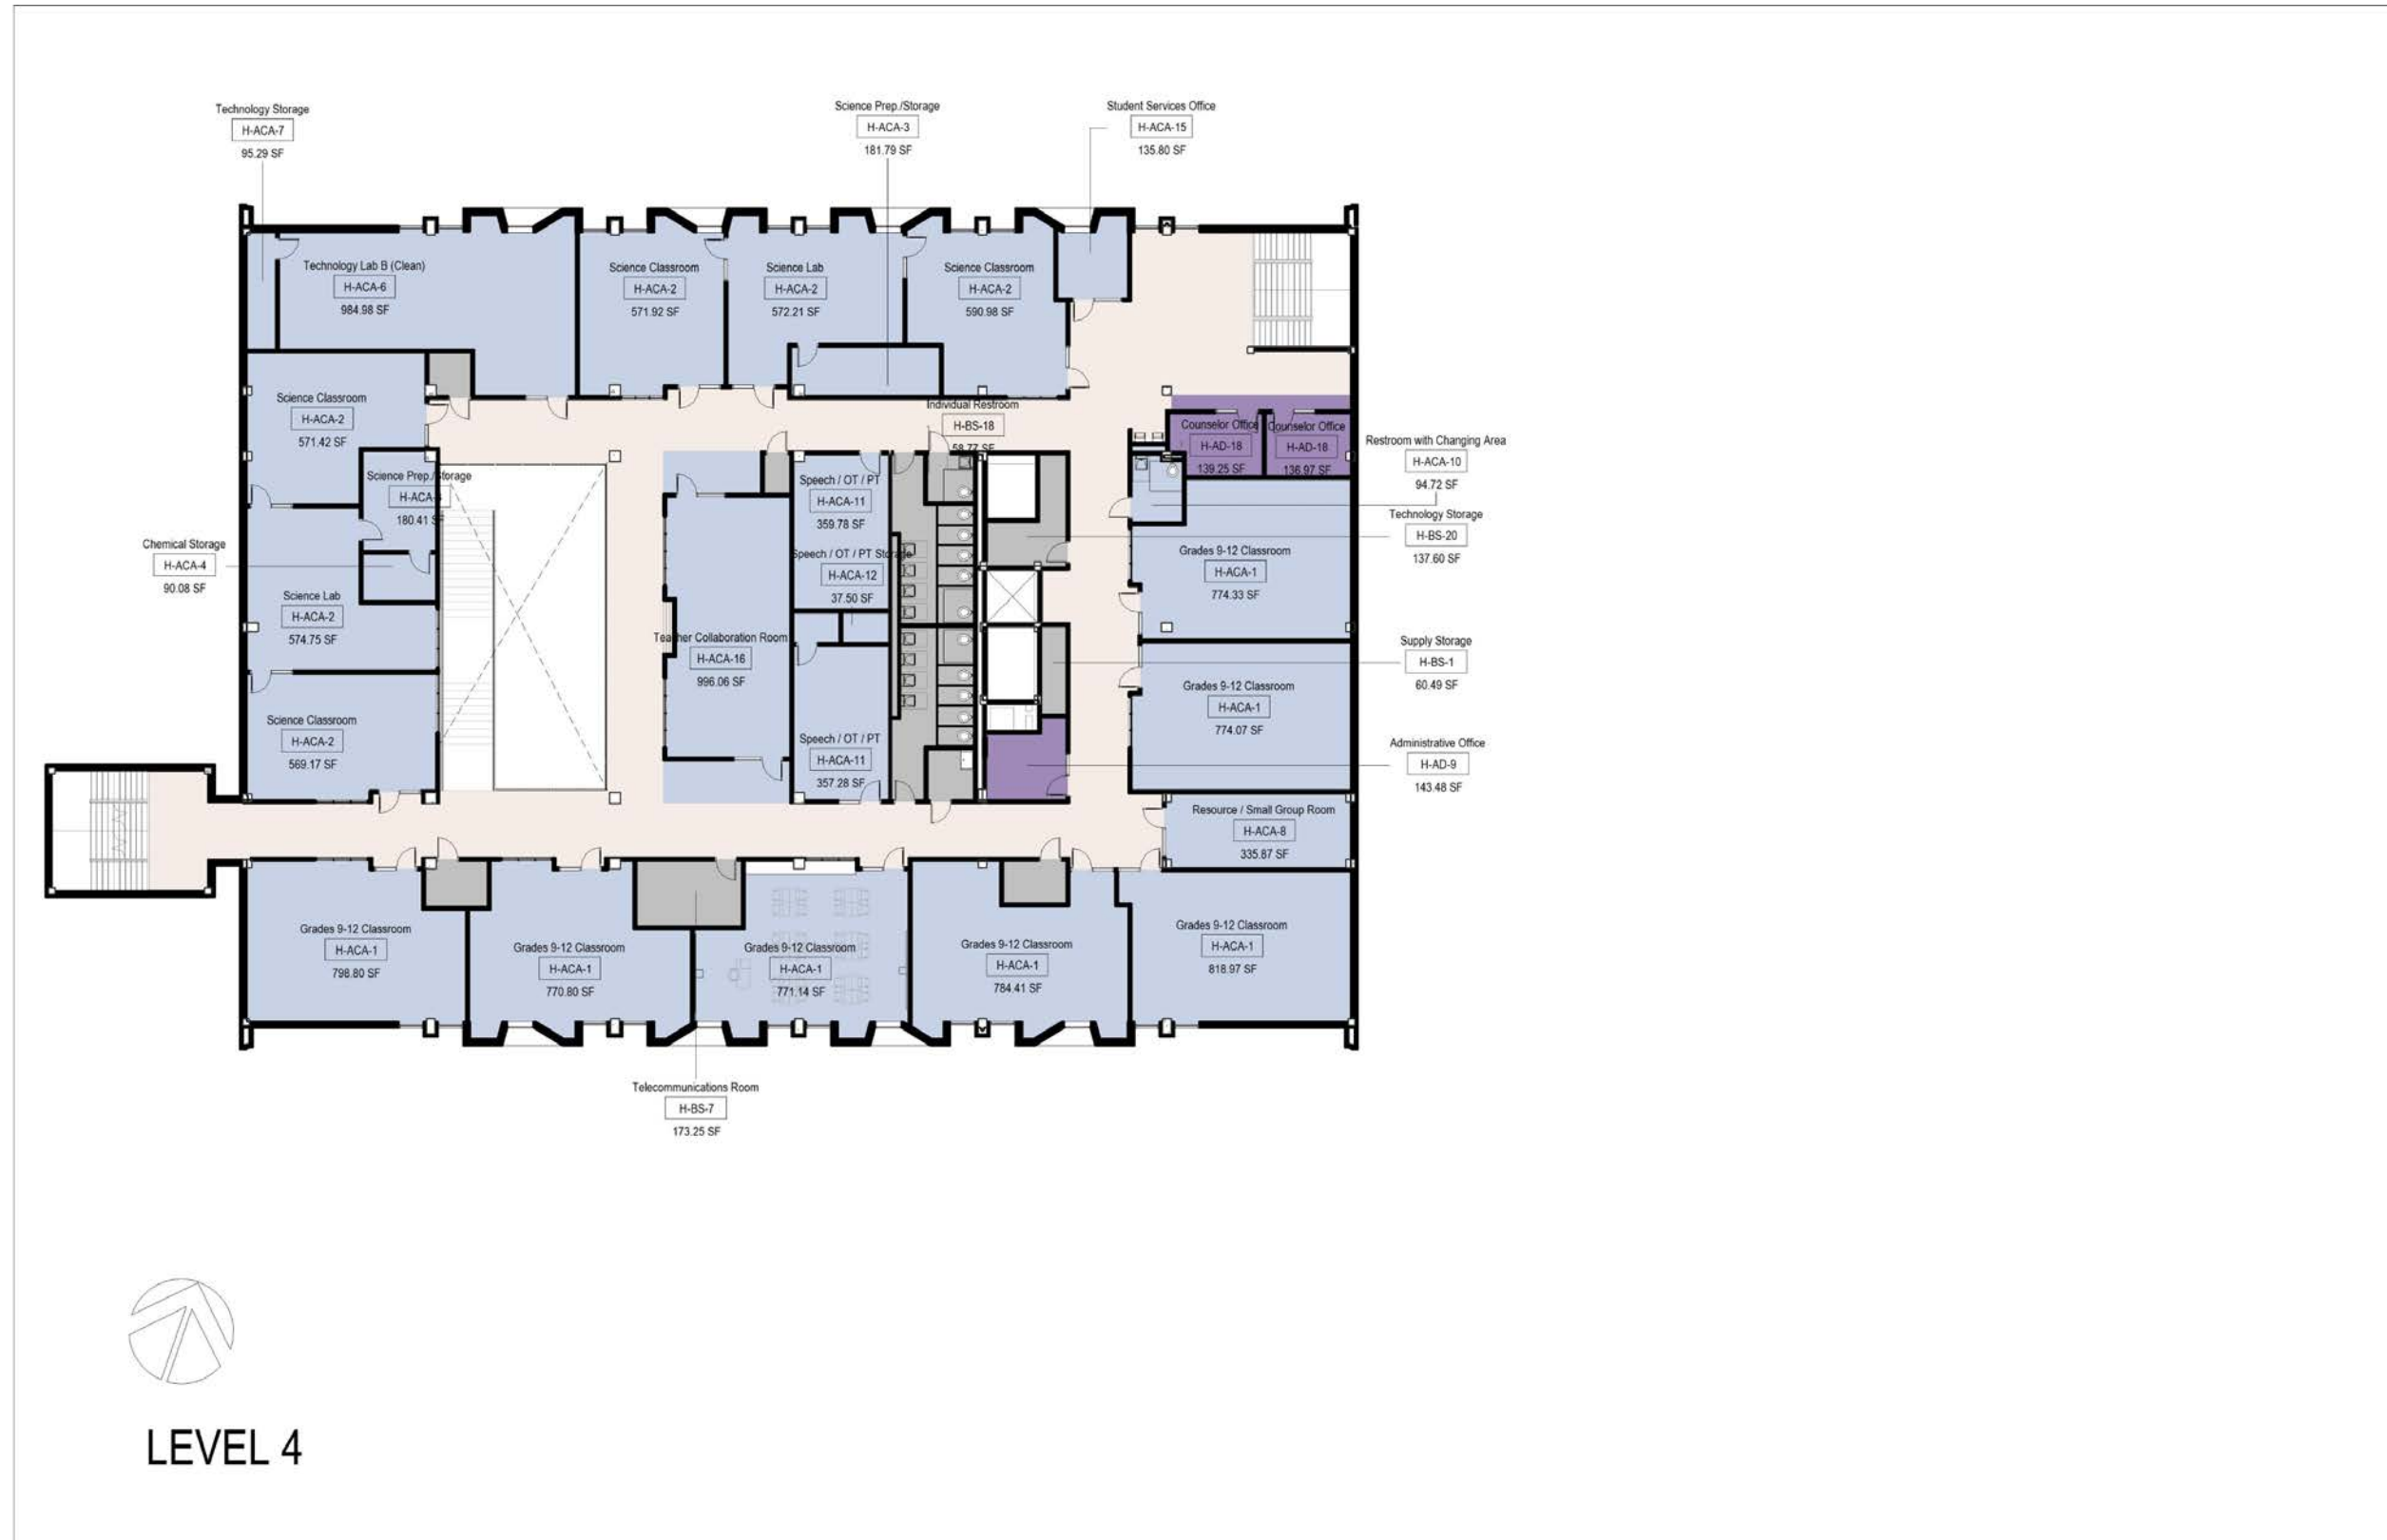 Technology Storage
H-ACA-7
95.29 SF
Science Prep./Storage
H-ACA-3
181.79 SF
Student Services Office
H-ACA-15
135.80 SF
Technology Lab B (Clean)
H-ACA-6
984.98 SF
Science Classroom
H-ACA-2
571.92 SF
Science Lab
H-ACA-2
572.21 SF
Science Classroom
H-ACA-2
590.98 SF
Science Classroom
H-ACA-2
571.42 SF
Individual Restroom
H-BS-18
58.77 SF
Counselor Office
H-AD-18
139.25 SF
Counselor Office
H-AD-18
136.97 SF
Restroom with Changing Area
H-ACA-10
94.72 SF
Science Prep./Storage
180.41 SF
Speech / OT / PT
H-ACA-11
359.78 SF
Technology Storage
H-BS-20
137.60 SF
Chemical Storage
H-ACA-4
90.08 SF
Speech / OT / PT Storage
H-ACA-12
37.50 SF
Grades 9-12 Classroom
H-ACA-1
774.33 SF
Science Lab
H-ACA-2
574.75 SF
Teacher Collaboration Room
H-ACA-16
996.06 SF
Supply Storage
H-BS-1
60.49 SF
Grades 9-12 Classroom
H-ACA-1
774.07 SF
Science Classroom
H-ACA-2
569.17 SF
Speech / OT / PT
H-ACA-11
357.28 SF
Administrative Office
H-AD-9
143.48 SF
Resource / Small Group Room
H-ACA-8
335.87 SF
Grades 9-12 Classroom
H-ACA-1
798.80 SF
Grades 9-12 Classroom
H-ACA-1
770.80 SF
Grades 9-12 Classroom
H-ACA-1
771.14 SF
Grades 9-12 Classroom
H-ACA-1
784.41 SF
Grades 9-12 Classroom
H-ACA-1
818.97 SF
Telecommunications Room
H-BS-7
173.25 SF
LEVEL 4